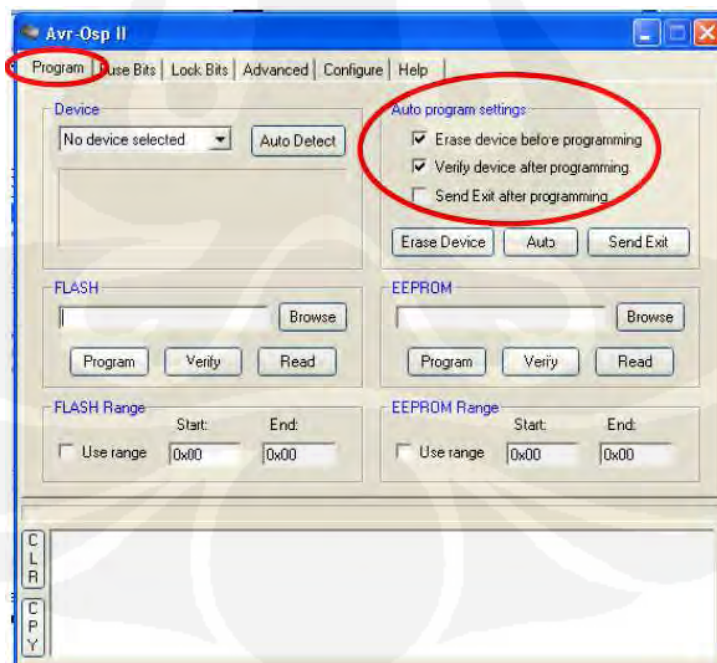 Avr-Osp II
Program Fuse Bits Lock Bits Advanced Configure Help
Device
No device selected Auto Detect
Auto program settings
Erase device before programming
Verify device after programming
Send Exit after programming
Erase Device Auto Send Exit
FLASH
Browse
Program Verify Read
EEPROM
Browse
Program Verify Read
FLASH Range
Start: End:
Use range 0x00 0x00
EEPROM Range
Start: End:
Use range 0x00 0x00
CLR
CPY